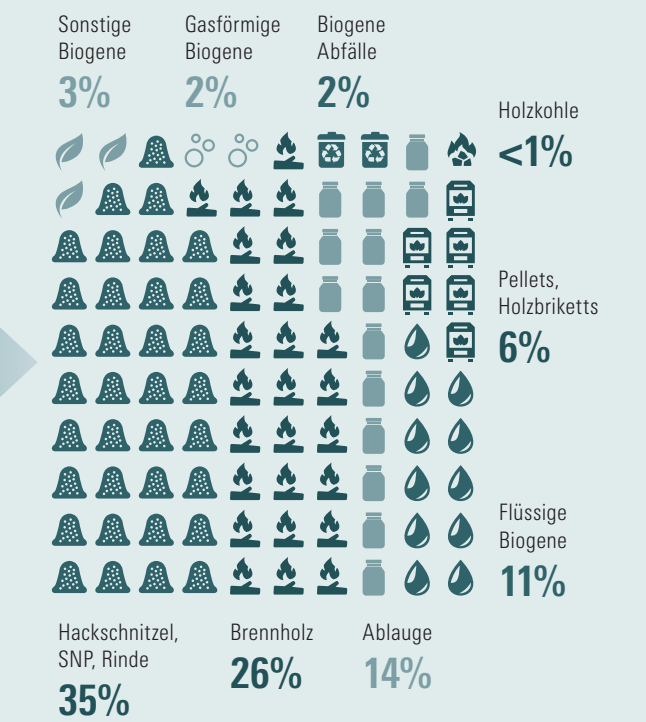 Sonstige
Biogene
3%
Gasförmige
Biogene
2%
Biogene
Abfälle
2%
Holzkohle
<1%
Pellets,
Holzbriketts
6%
Flüssige
Biogene
11%
Hackschnitzel,
SNP, Rinde
35%
Brennholz
26%
Ablauge
14%